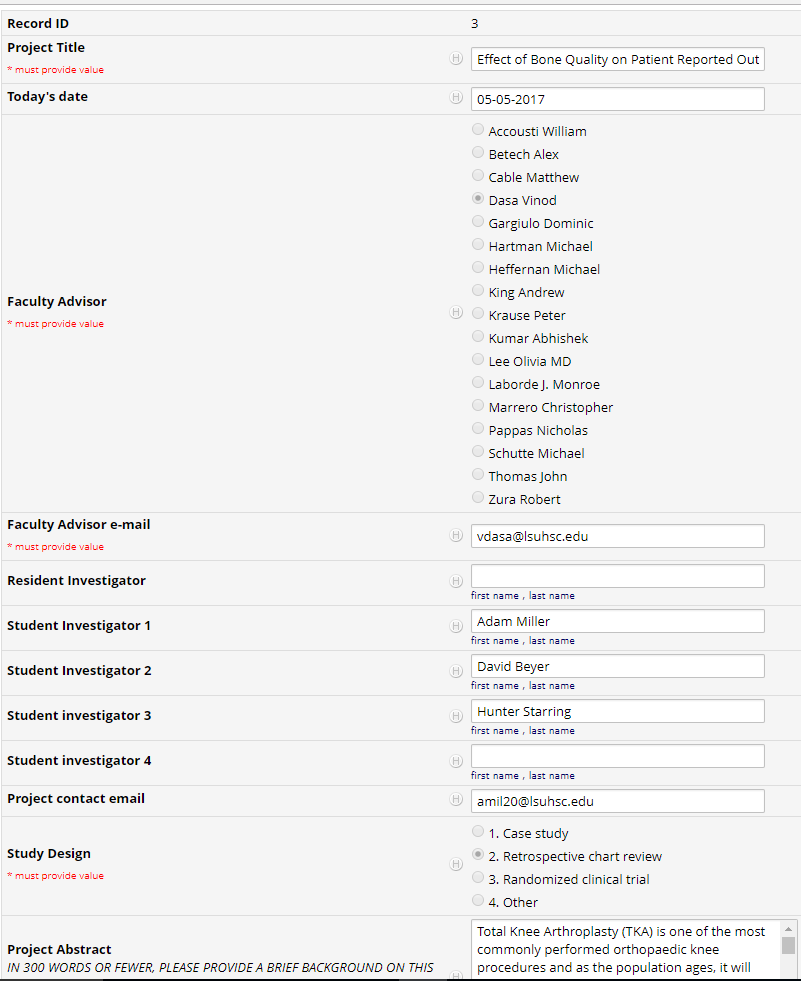 Record ID 3
Project Title
* must provide value
H Effect of Bone Quality on Patient Reported Out
Today's date H 05-05-2017
Accousti William
Betech Alex
Cable Matthew
Dasa Vinod
Gargiulo Dominic
Hartman Michael
Heffernan Michael
King Andrew
Faculty Advisor
* must provide value
H
Krause Peter
Kumar Abhishek
Lee Olivia MD
Laborde J. Monroe
Marrero Christopher
Pappas Nicholas
Schutte Michael
Thomas John
Zura Robert
Faculty Advisor e-mail
* must provide value
H vdasa@lsuhsc.edu
Resident Investigator H
first name , last name
Student Investigator 1 H Adam Miller
first name , last name
Student Investigator 2 H David Beyer
first name , last name
Student investigator 3 H Hunter Starring
first name , last name
Student investigator 4 H
first name , last name
Project contact email H amil20@lsuhsc.edu
Study Design
* must provide value
H
1. Case study
2. Retrospective chart review
3. Randomized clinical trial
4. Other
Project Abstract
IN 300 WORDS OR FEWER, PLEASE PROVIDE A BRIEF BACKGROUND ON THIS
H
Total Knee Arthroplasty (TKA) is one of the most
commonly performed orthopaedic knee
procedures and as the population ages, it will